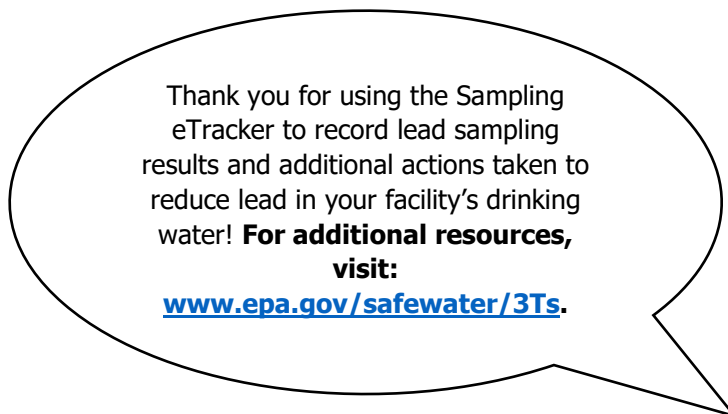 Thank you for using the Sampling
eTracker to record lead sampling
results and additional actions taken to
reduce lead in your facility’s drinking
water! For additional resources,
visit:
www.epa.gov/safewater/3Ts.